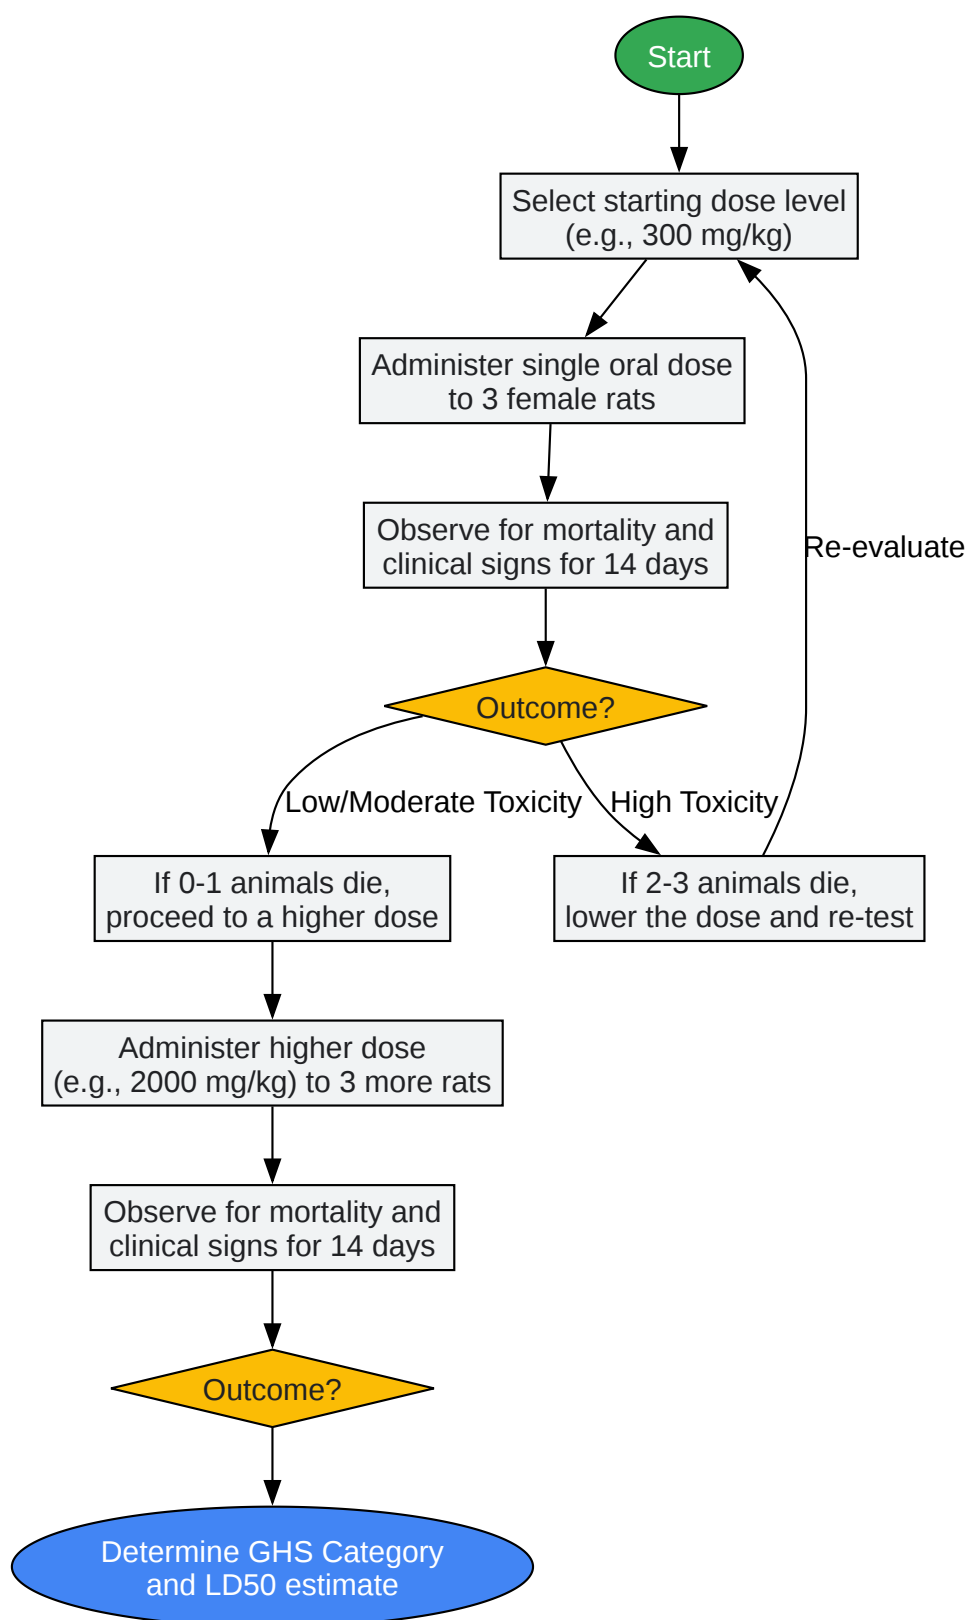 Start
Select starting dose level
(e.g., 300 mg/kg)
Administer single oral dose
to 3 female rats
Observe for mortality and
clinical signs for 14 days
Re-evaluate
Outcome?
Low/Moderate Toxicity
High Toxicity
If 0-1 animals die,
proceed to a higher dose
If 2-3 animals die,
lower the dose and re-test
Administer higher dose
(e.g., 2000 mg/kg) to 3 more rats
Observe for mortality and
clinical signs for 14 days
Outcome?
Determine GHS Category
and LD50 estimate